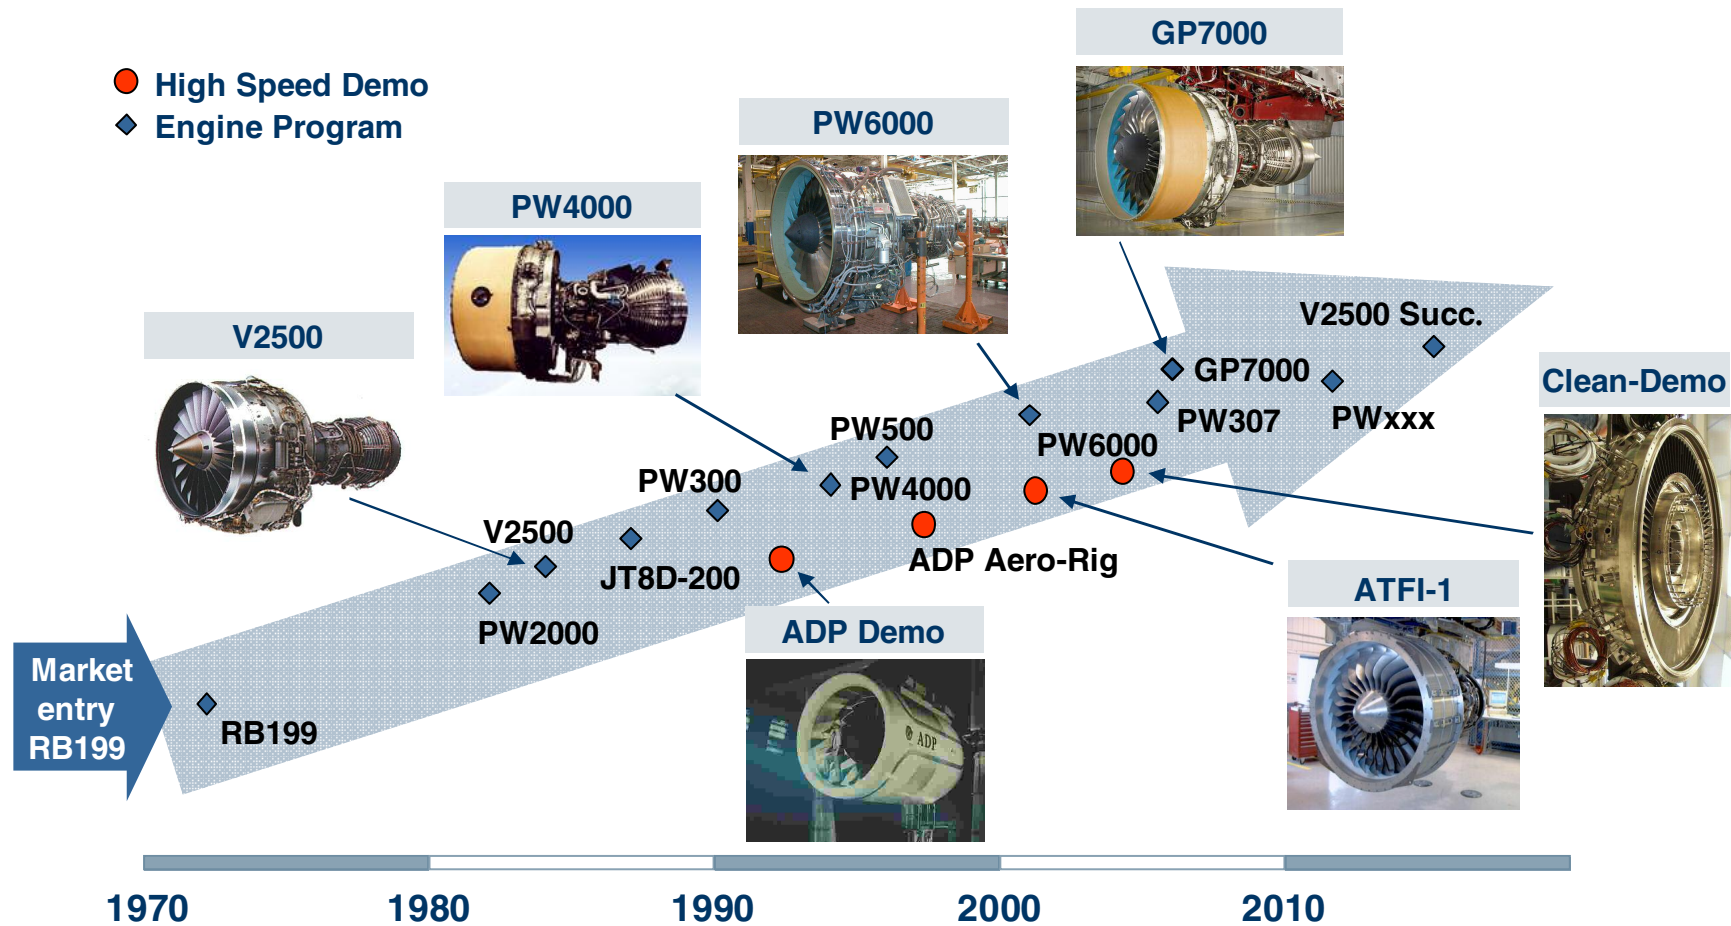 High Speed Demo
Engine Program
GP7000
PW6000
PW4000
V2500
V2500 Succ.
Clean-Demo
GP7000
PWxxx
PW307
PW500
PW6000
PW300
PW4000
V2500
JT8D-200
ADP Aero-Rig
PW2000
ADP Demo
ATFI-1
Market
entry
RB199
RB199
ADP
1970
1980
1990
2000
2010